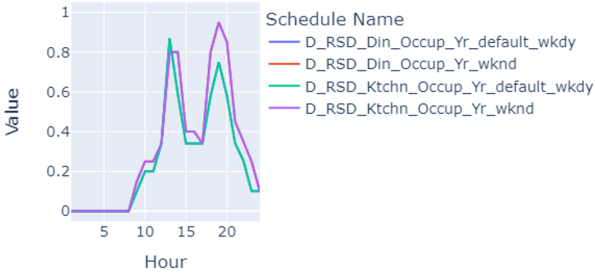 Schedule Name
D_RSD_Din_Occup_Yr_default_wkdy
D_RSD_Din_Occup_Yr_wknd
D_RSD_Ktchn_Occup_Yr_default_wkdy
D_RSD_Ktchn_Occup_Yr_wknd
Value
1
0.8
0.6
0.4
0.2
0
5 10 15 20
Hour